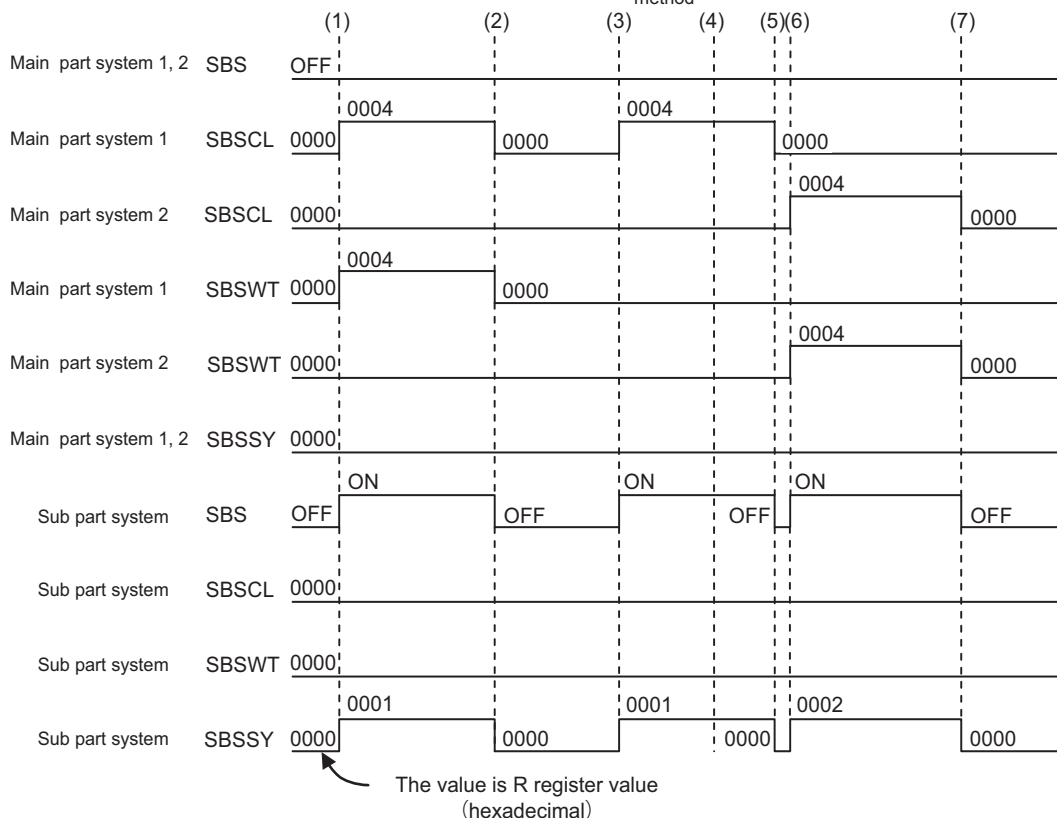 method
(1) (2) (3) (4) (5)(6) (7)
Main part system 1, 2 SBS OFF
0004 0004
Main part system 1 SBSCL 0000 0000 0000
0004
Main part system 2 SBSCL 0000 0000
0004
Main part system 1 SBSWT 0000 0000
0004
Main part system 2 SBSWT 0000 0000
Main part system 1, 2 SBSSY 0000
ON ON ON
Sub part system SBS OFF OFF OFF OFF
Sub part system SBSCL 0000
Sub part system SBSWT 0000
0001 0001 0002
Sub part system SBSSY 0000 0000 0000 0000
The value is R register value
(hexadecimal)